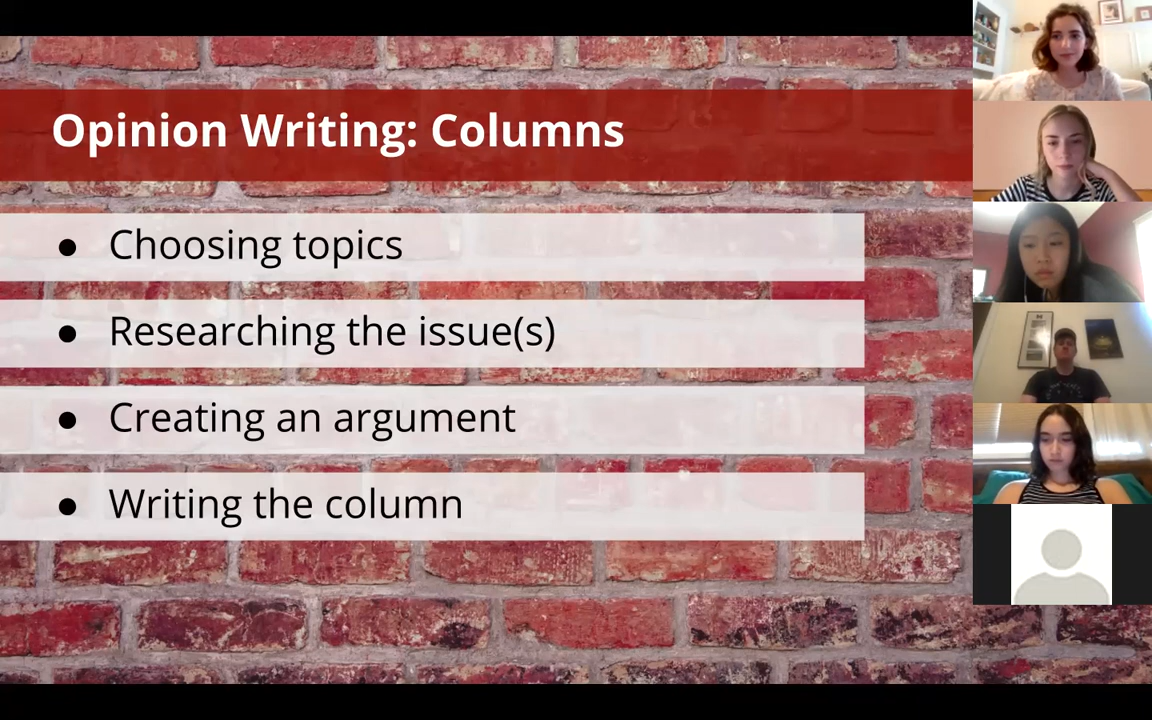 Opinion Writing: Columns
● Choosing topics
● Researching the issue(s)
● Creating an argument
● Writing the column